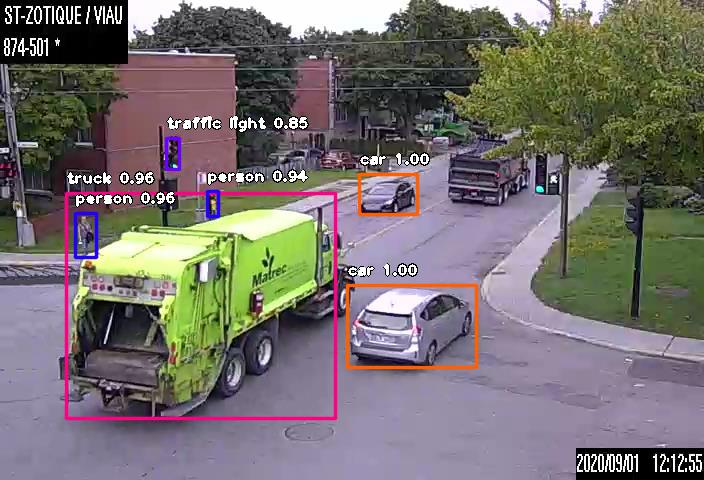 ST-ZOTIQUE / VIAU
874-501 *
traffic light 0.85
car 1.00
truck 0.96
person 0.94
person 0.96
Matrec
car 1.00
2020/09/01 12:12:55